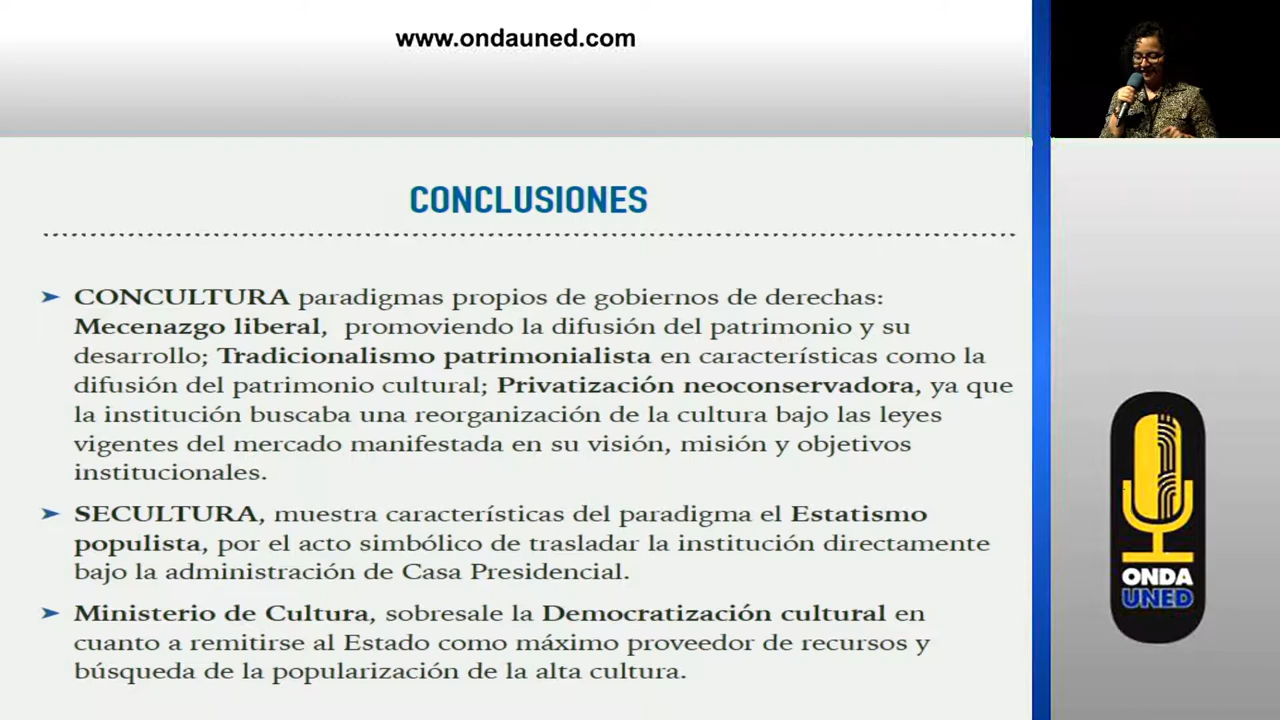 www.ondauned.com
CONCLUSIONES
➤ CONCULTURA paradigmas propios de gobiernos de derechas:
Mecenazgo liberal, promoviendo la difusión del patrimonio y su
desarrollo; Tradicionalismo patrimonialista en características como la
difusión del patrimonio cultural; Privatización neoconservadora, ya que
la institución buscaba una reorganización de la cultura bajo las leyes
vigentes del mercado manifestada en su visión, misión y objetivos
institucionales.
➤ SECULTURA, muestra características del paradigma el Estatismo
populista, por el acto simbólico de trasladar la institución directamente
bajo la administración de Casa Presidencial.
➤ Ministerio de Cultura, sobresale la Democratización cultural en
cuanto a remitirse al Estado como máximo proveedor de recursos y
búsqueda de la popularización de la alta cultura.
ONDA
UNED